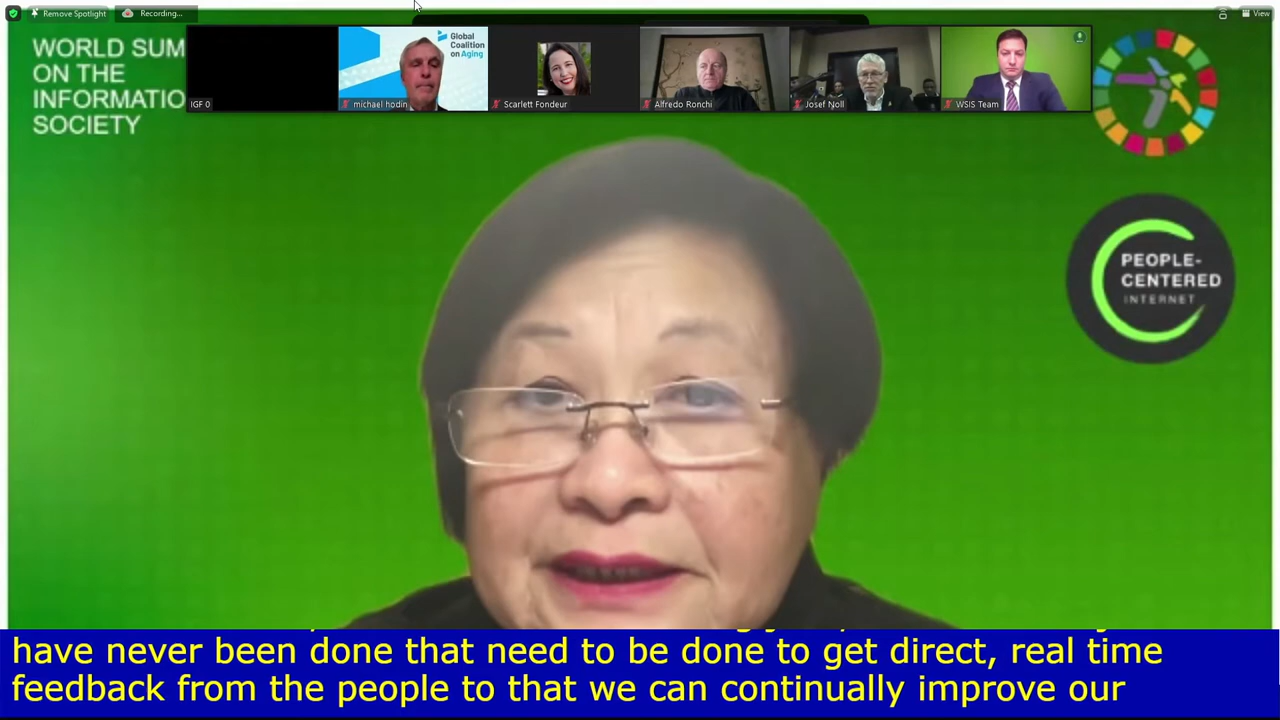 Remove Spotlight
Recording...
View
WORLD SUM
ON THE
INFORMATIO
SOCIETY
Global
Coalition
on Aging
IGF 0
michael hodin
Scarlett Fondeur
Alfredo Ronchi
Josef Noll
WSIS Team
PEOPLE-
CENTERED
INTERNET
have never been done that need to be done to get direct, real time
feedback from the people to that we can continually improve our